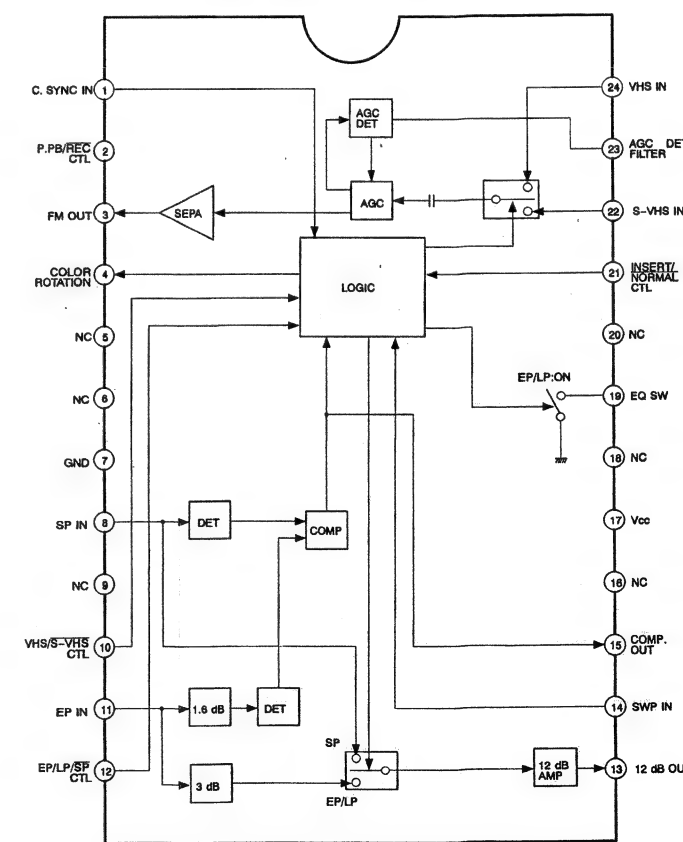 C. SYNC IN 1
P.PB/REC
CTL
2
FM OUT 3
COLOR
ROTATION
4
NC 5
NC 6
GND 7
SP IN 8
NC 9
VHS/S-VHS
CTL
10
EP IN 11
EP/LP/SP
CTL
12
AGC
DET
AGC
SEPA
LOGIC
EP/LP:ON
DET
COMP
1.6 dB
DET
3 dB
SP
EP/LP
12 dB
AMP
24 VHS IN
23
AGC DE
FILTER
22 S-VHS IN
21
INSERT/
NORMAL
CTL
20 NC
19 EQ SW
18 NC
17 Vcc
16 NC
15
COMP.
OUT
14 SWP IN
13 12 dB OU